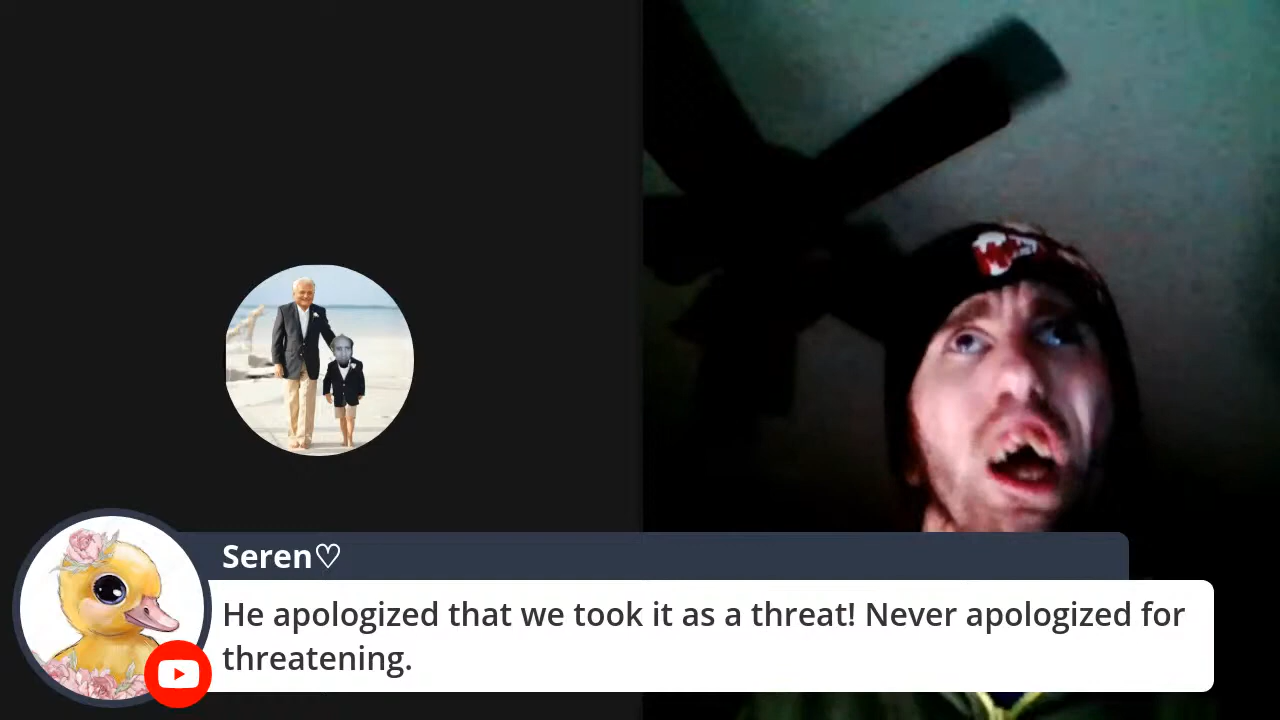 Seren♡
He apologized that we took it as a threat! Never apologized for
threatening.